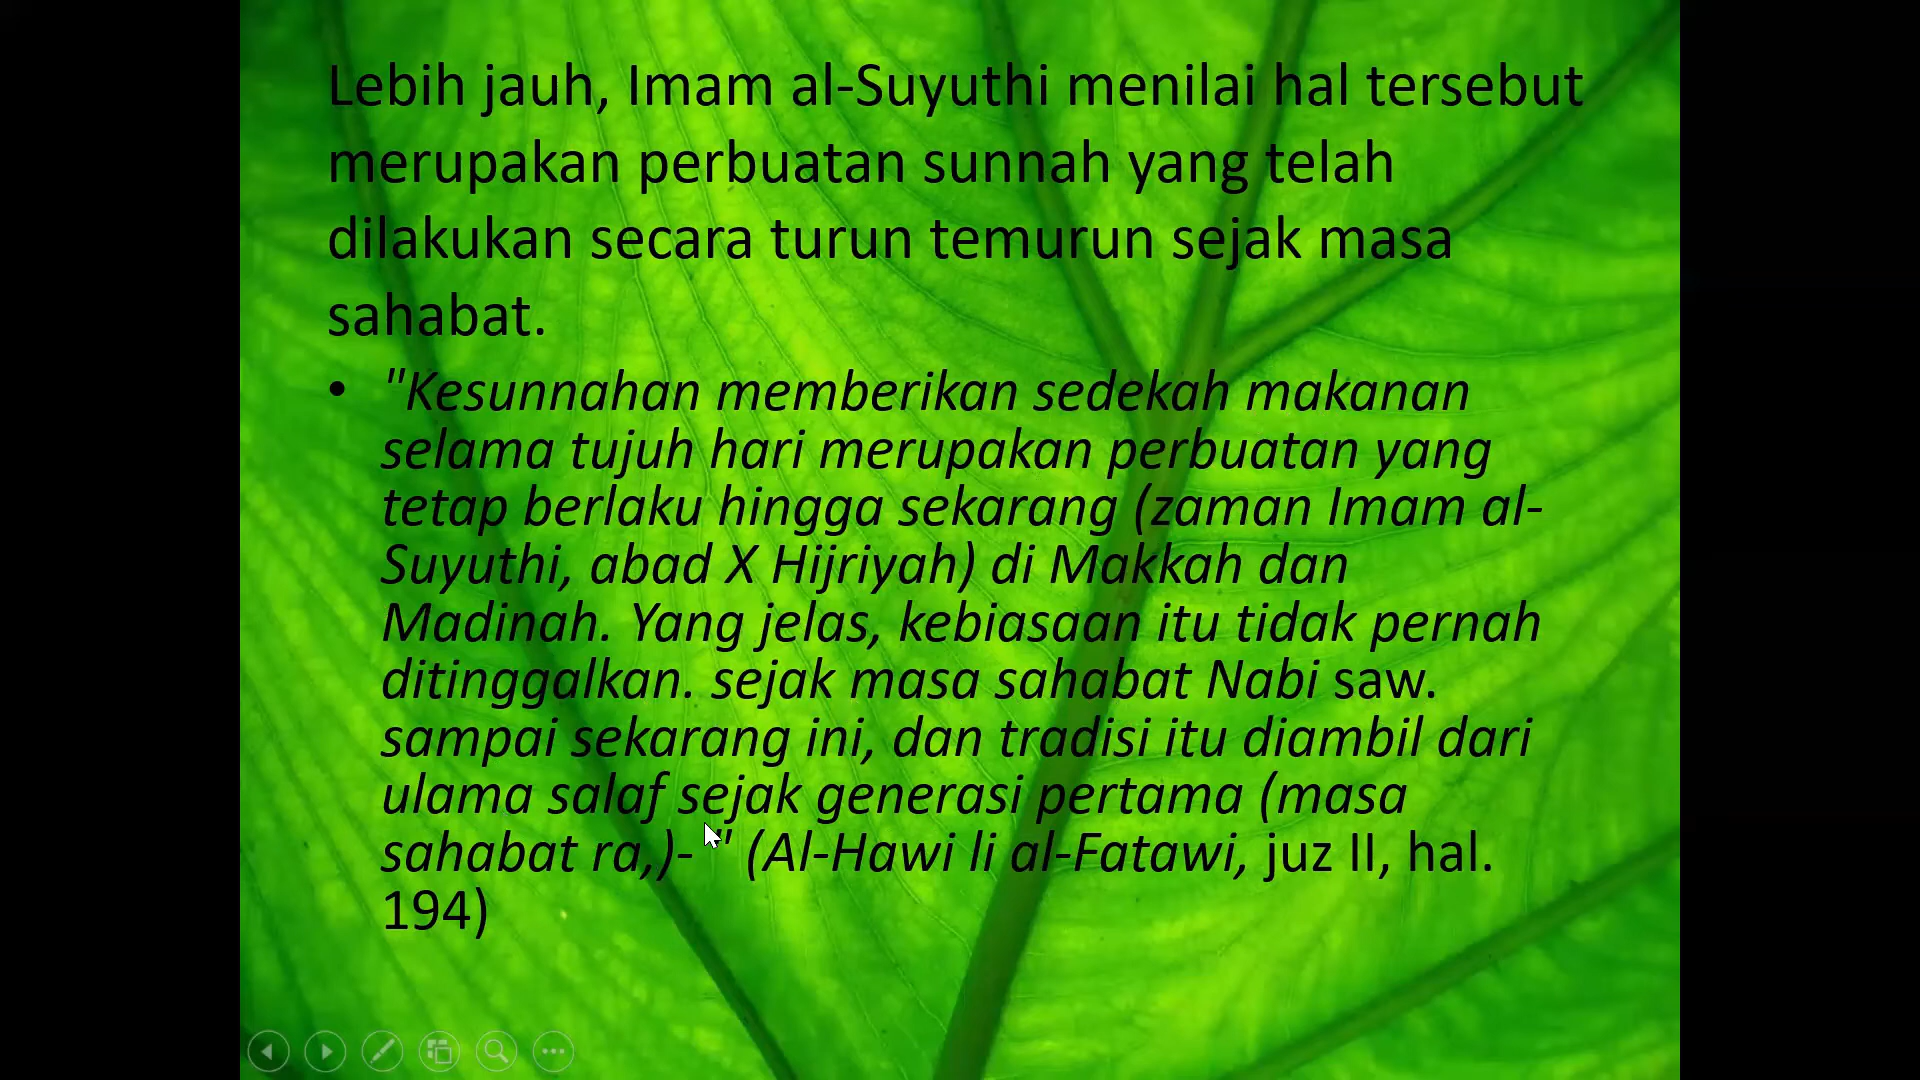 Lebih jauh, Imam al-Suyuthi menilai hal tersebut
merupakan perbuatan sunnah yang telah
dilakukan secara turun temurun sejak masa
sahabat.
• "Kesunnahan memberikan sedekah makanan
selama tujuh hari merupakan perbuatan yang
tetap berlaku hingga sekarang (zaman Imam al-
Suyuthi, abad X Hijriyah) di Makkah dan
Madinah. Yang jelas, kebiasaan itu tidak pernah
ditinggalkan. sejak masa sahabat Nabi saw.
sampai sekarang ini, dan tradisi itu diambil dari
ulama salaf sejak generasi pertama (masa
sahabat ra,)- " (Al-Hawi li al-Fatawi, juz II, hal.
194)